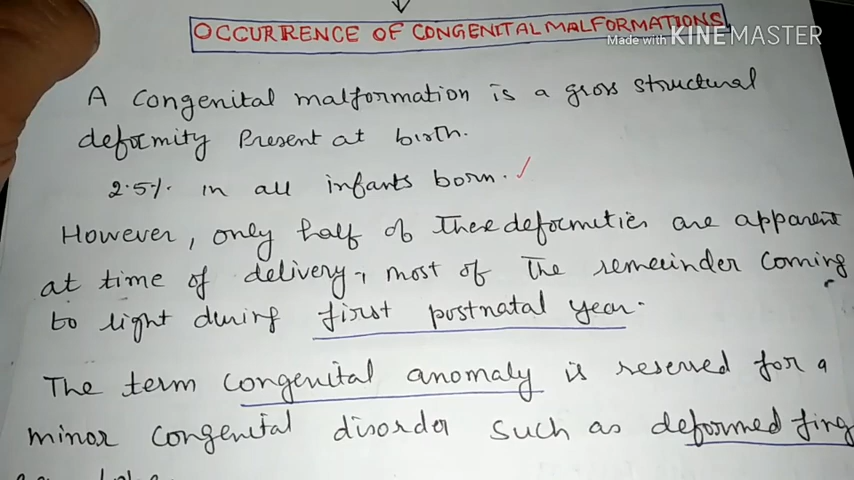 OCCURRENCE OF CONGENITAL MALFORMATIONS
Made with KINEMASTER
A congenital malformation is a gross structural
deformity Present at birth.
2.5% in all infants born.
However, only half of these deformities are apparent
at time of delivery, most of the remainder coming
to light during first postnatal year.
The term congenital anomaly is reserved for a
minor congenital disorder such as deformed fing